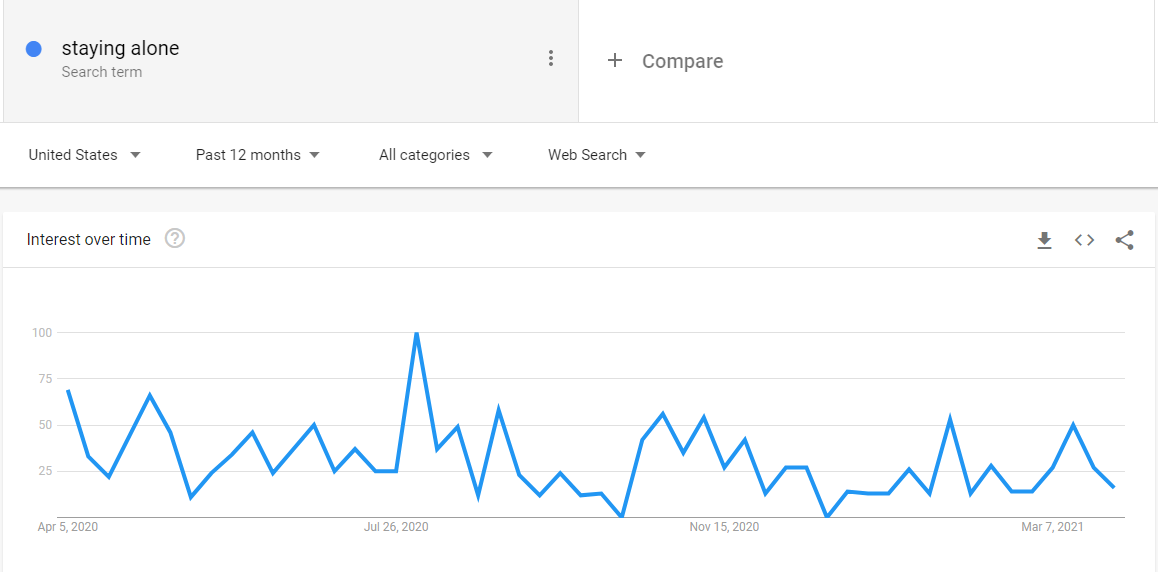 staying alone
Search term
+ Compare
United States
Past 12 months
All categories
Web Search
Interest over time
?
100
75
50
25
Apr 5, 2020
Jul 26, 2020
Nov 15, 2020
Mar 7, 2021